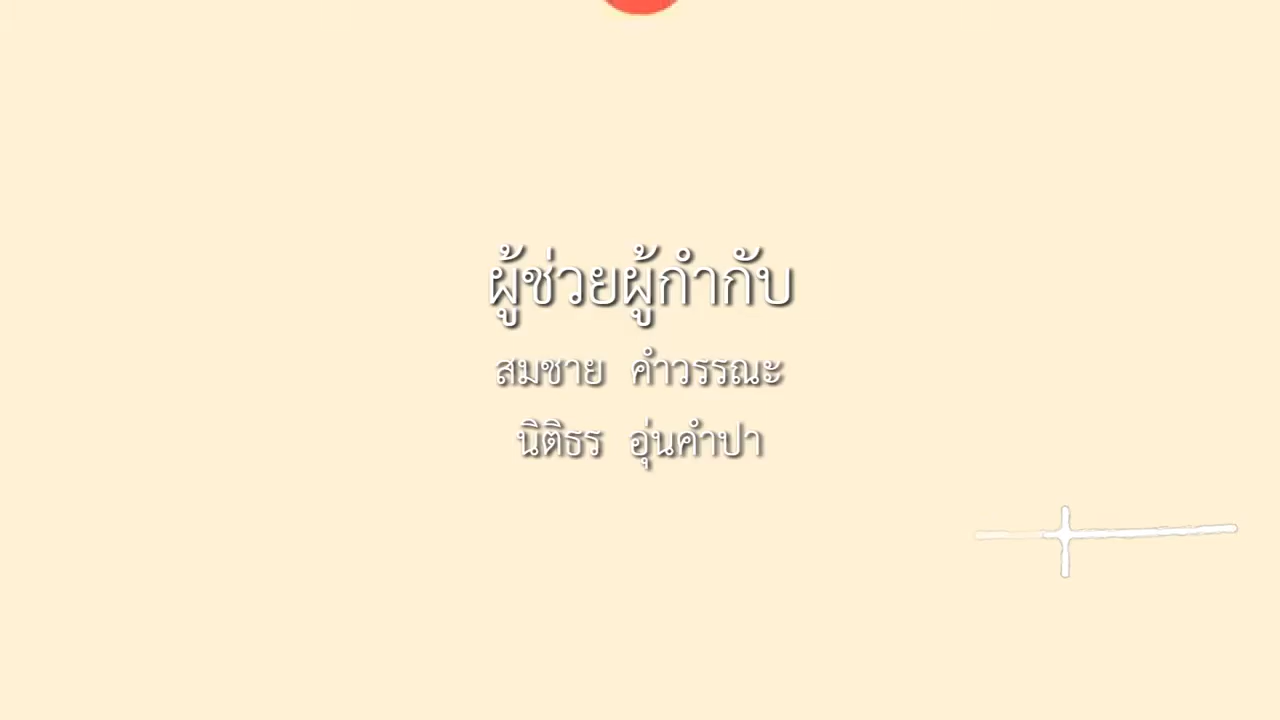 ผู้ช่วยผู้กำกับ
สมชาย คำวรรณะ
นิติธร อุ่นคำปา